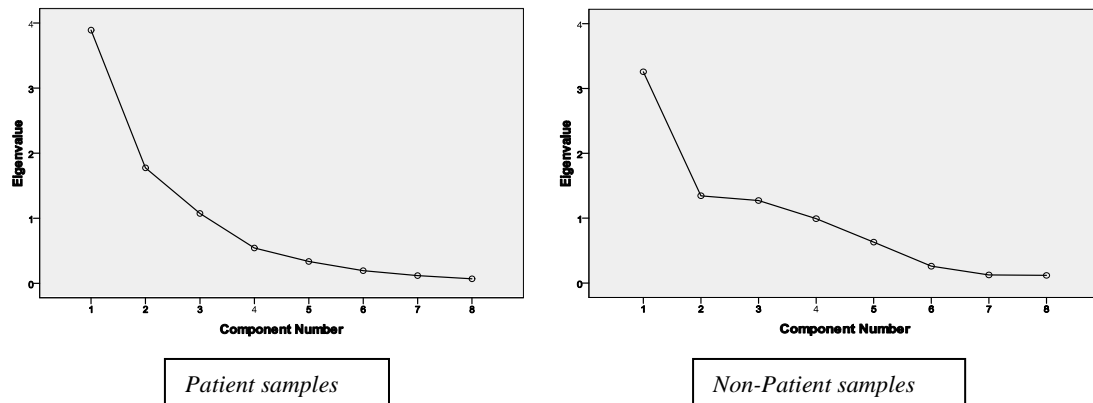 4
3
2
1
0
Eigenvalue
1 2 3 4 5 6 7 8
Component Number
Patient samples
4
3
2
1
0
Eigenvalue
1 2 3 4 5 6 7 8
Component Number
Non-Patient samples